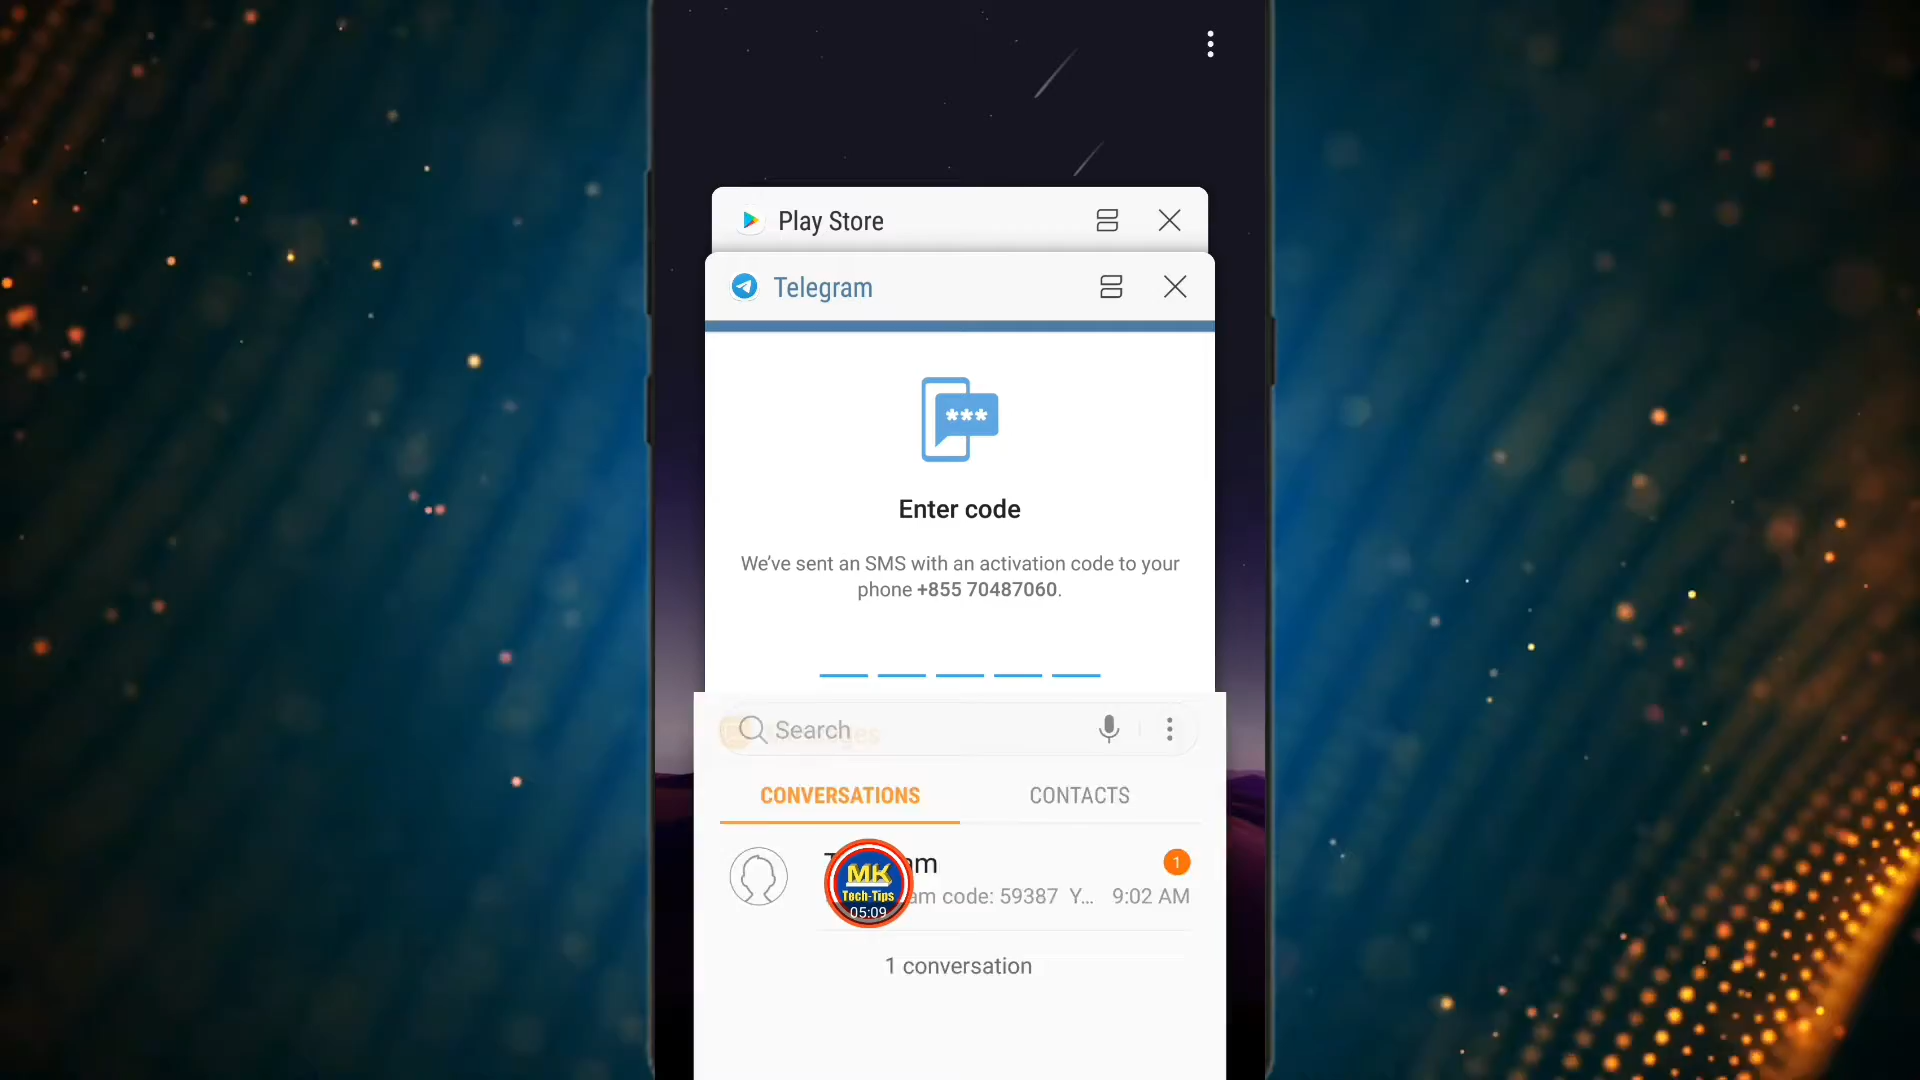 Play Store
Telegram
***
Enter code
We've sent an SMS with an activation code to your
phone +855 70487060.
Search
CONVERSATIONS
CONTACTS
1
am code: 59387 Y... 9:02 AM
MK
Tech-Tips
05:09
1 conversation